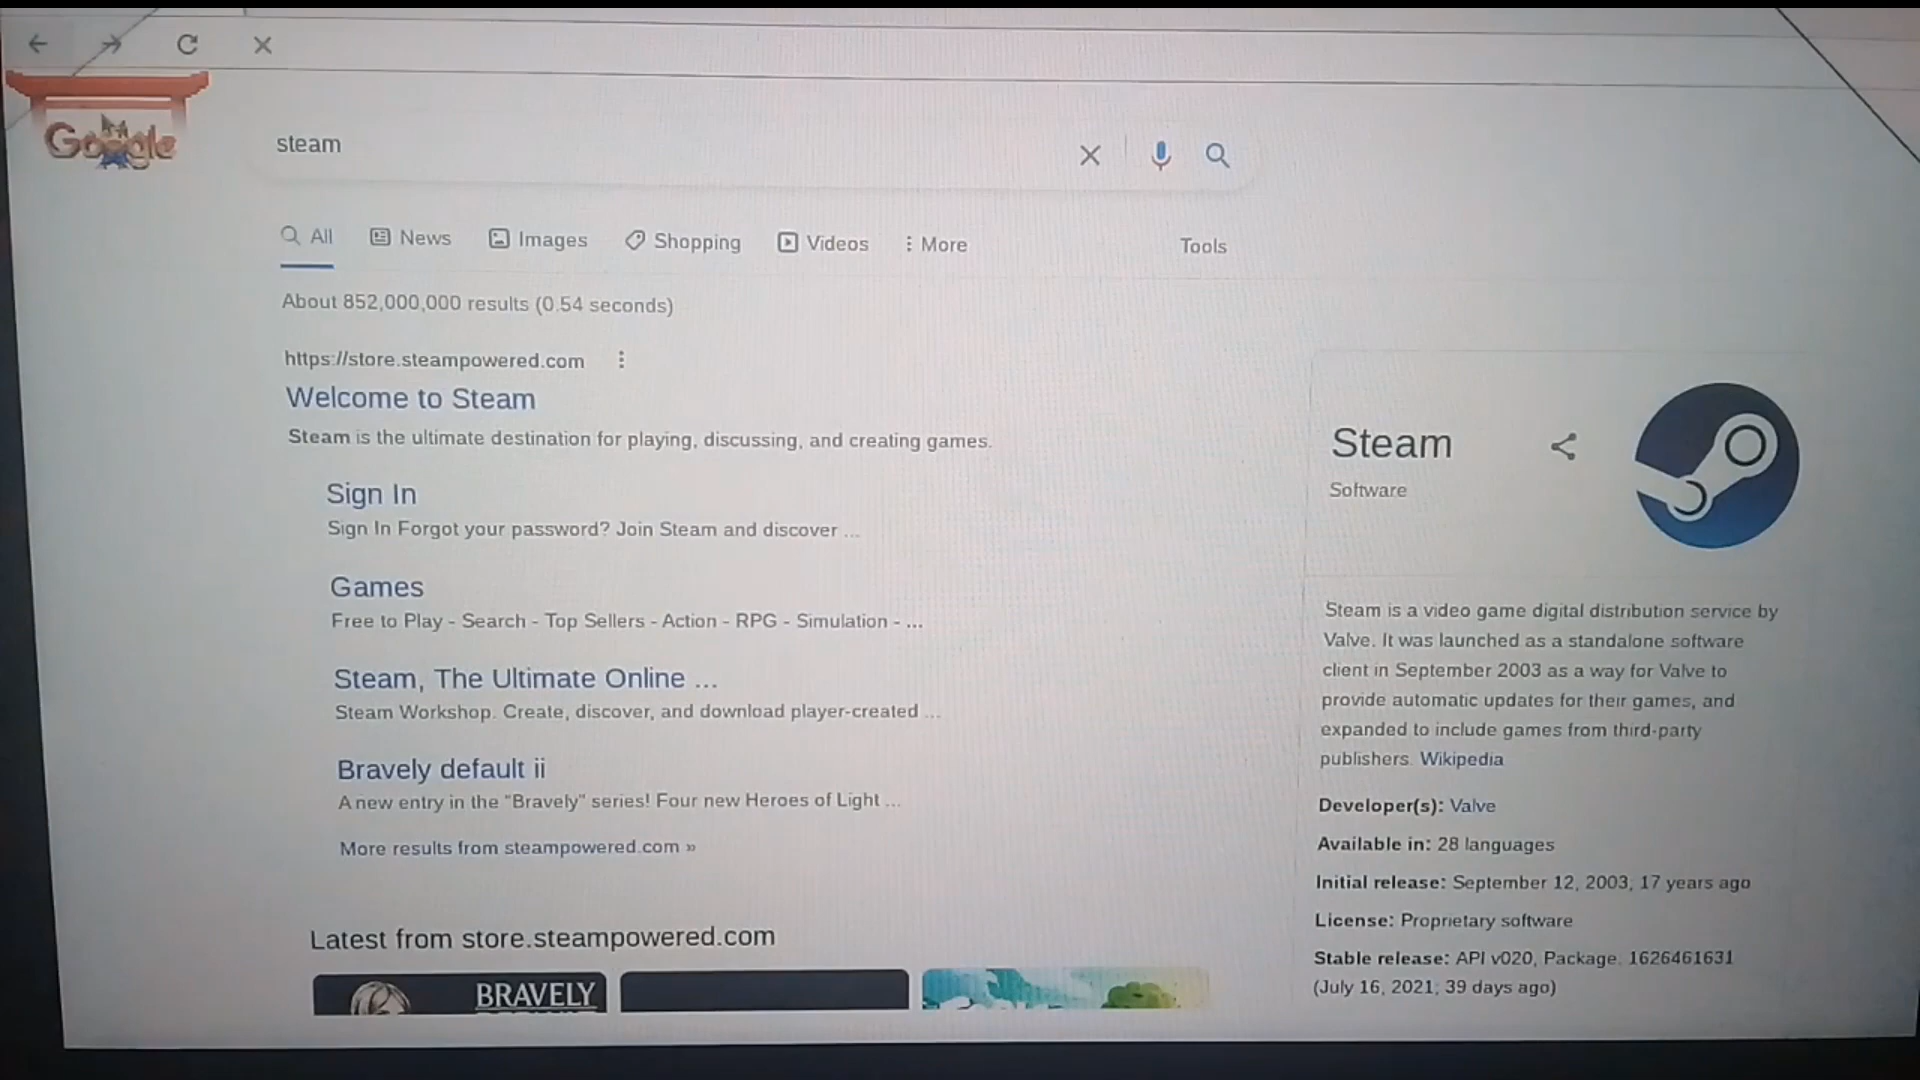 Google
steam
All News Images Shopping Videos More Tools
About 852,000,000 results (0.54 seconds)
https://store.steampowered.com
Welcome to Steam
Steam is the ultimate destination for playing, discussing, and creating games.
Sign In
Sign In Forgot your password? Join Steam and discover ...
Games
Free to Play - Search - Top Sellers - Action - RPG - Simulation - ...
Steam, The Ultimate Online ...
Steam Workshop. Create, discover, and download player-created ...
Bravely default ii
A new entry in the "Bravely" series! Four new Heroes of Light ...
More results from steampowered.com »
Latest from store.steampowered.com
BRAVELY
Steam
Software
Steam is a video game digital distribution service by
Valve. It was launched as a standalone software
client in September 2003 as a way for Valve to
provide automatic updates for their games, and
expanded to include games from third-party
publishers. Wikipedia
Developer(s): Valve
Available in: 28 languages
Initial release: September 12, 2003; 17 years ago
License: Proprietary software
Stable release: API v020, Package: 1626461631
(July 16, 2021; 39 days ago)